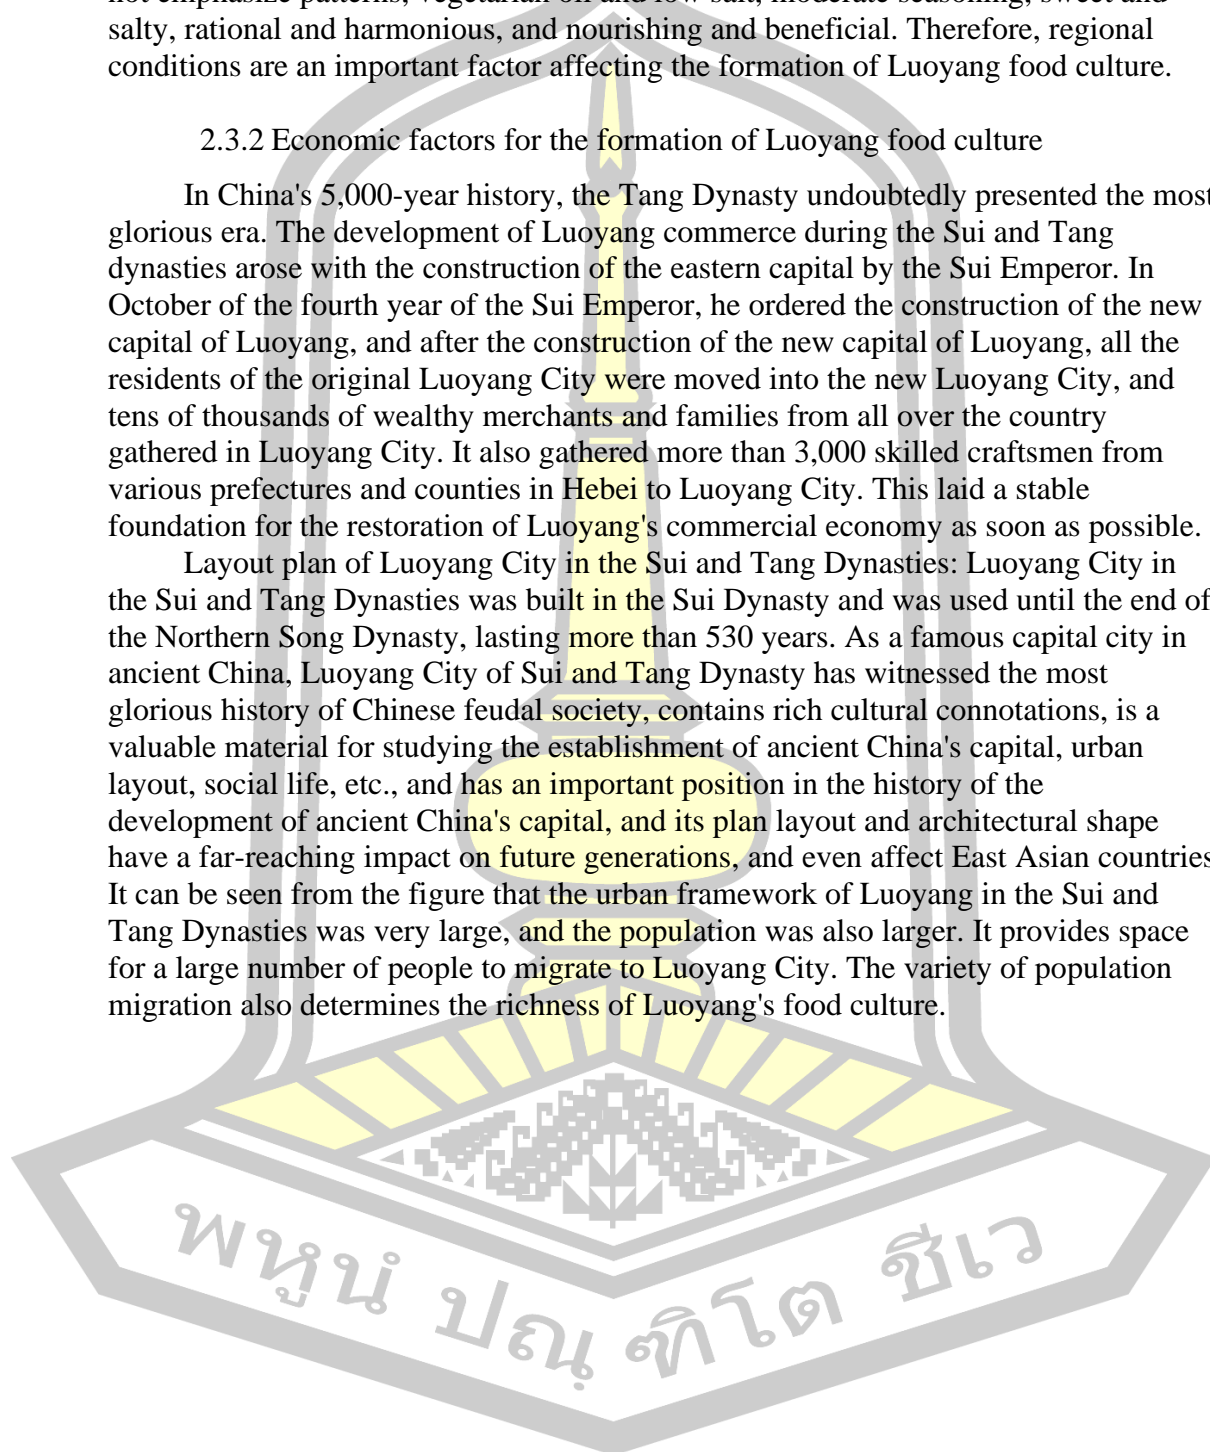 not emphasize patterns, vegetarian oil and low salt, moderate seasoning, sweet and
salty, rational and harmonious, and nourishing and beneficial. Therefore, regional
conditions are an important factor affecting the formation of Luoyang food culture.
2.3.2 Economic factors for the formation of Luoyang food culture
In China's 5,000-year history, the Tang Dynasty undoubtedly presented the most
glorious era. The development of Luoyang commerce during the Sui and Tang
dynasties arose with the construction of the eastern capital by the Sui Emperor. In
October of the fourth year of the Sui Emperor, he ordered the construction of the new
capital of Luoyang, and after the construction of the new capital of Luoyang, all the
residents of the original Luoyang City were moved into the new Luoyang City, and
tens of thousands of wealthy merchants and families from all over the country
gathered in Luoyang City. It also gathered more than 3,000 skilled craftsmen from
various prefectures and counties in Hebei to Luoyang City. This laid a stable
foundation for the restoration of Luoyang's commercial economy as soon as possible.
Layout plan of Luoyang City in the Sui and Tang Dynasties: Luoyang City in
the Sui and Tang Dynasties was built in the Sui Dynasty and was used until the end of
the Northern Song Dynasty, lasting more than 530 years. As a famous capital city in
ancient China, Luoyang City of Sui and Tang Dynasty has witnessed the most
glorious history of Chinese feudal society, contains rich cultural connotations, is a
valuable material for studying the establishment of ancient China's capital, urban
layout, social life, etc., and has an important position in the history of the
development of ancient China's capital, and its plan layout and architectural shape
have a far-reaching impact on future generations, and even affect East Asian countries
It can be seen from the figure that the urban framework of Luoyang in the Sui and
Tang Dynasties was very large, and the population was also larger. It provides space
for a large number of people to migrate to Luoyang City. The variety of population
migration also determines the richness of Luoyang's food culture.
พหูนํ ปณฺฑิโต ชีเว